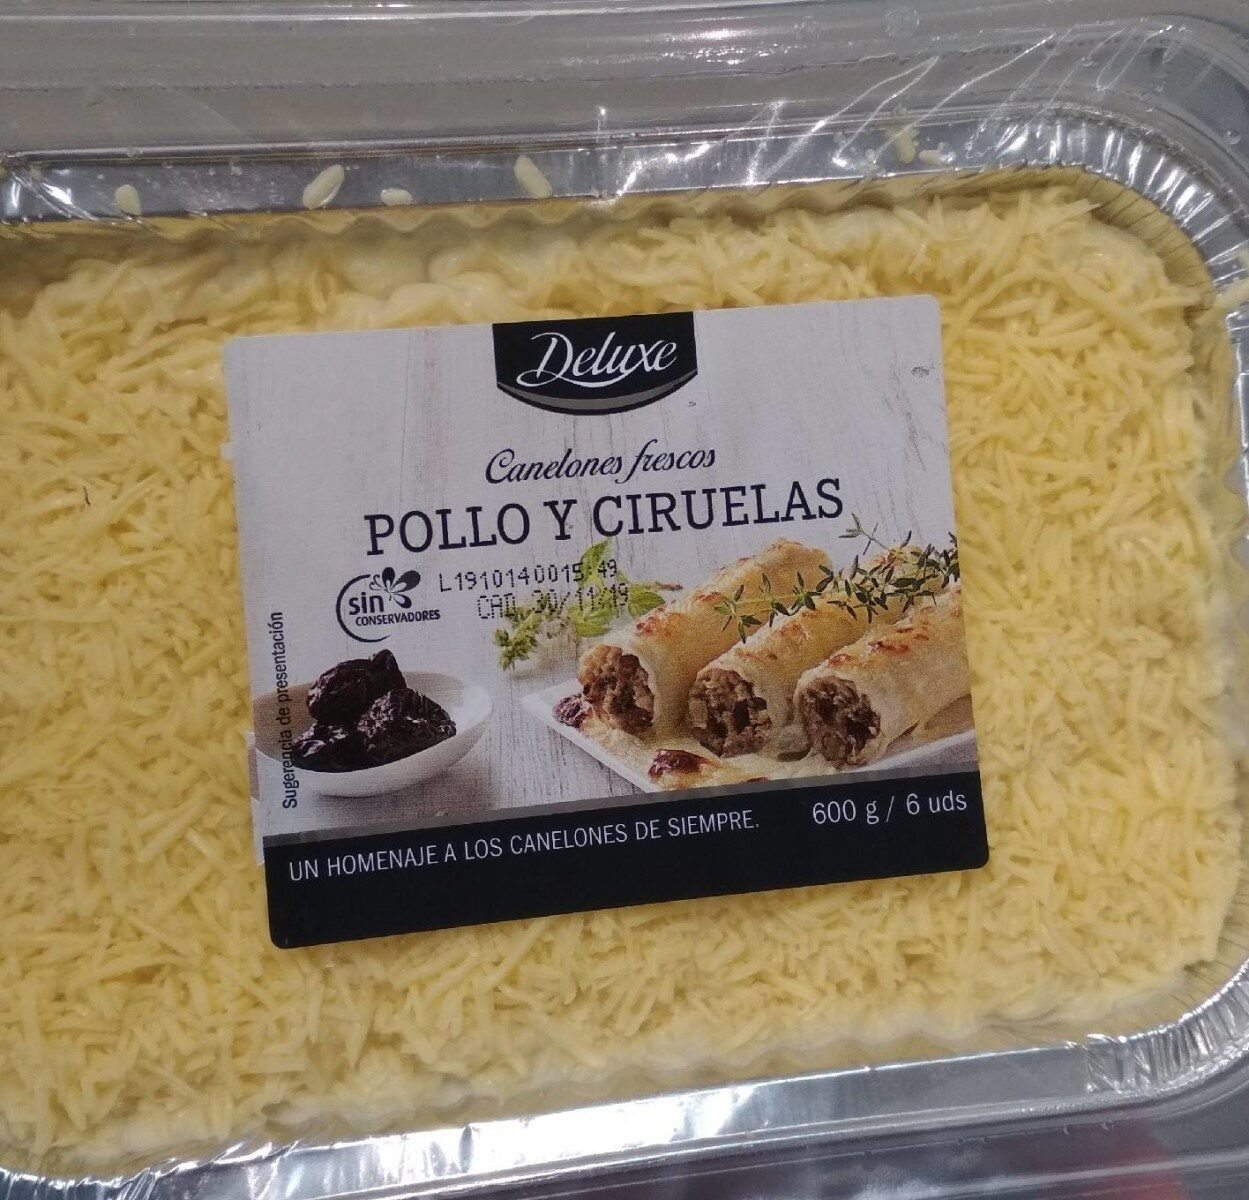 Deluxe
Canelones frescos
POLLO Y CIRUELAS
sin
CONSERVADORES
L1910140015:49
CAD. 30/11/19
Sugerencia de presentación
UN HOMENAJE A LOS CANELONES DE SIEMPRE.
600 g / 6 uds